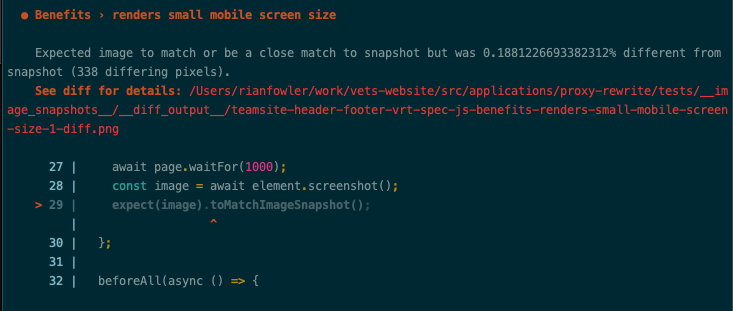 ● Benefits › renders small mobile screen size
Expected image to match or be a close match to snapshot but was 0.1881226693382312% different from
snapshot (338 differing pixels).
See diff for details: /Users/rianfowler/work/vets-website/src/applications/proxy-rewrite/tests/__im
age_snapshots__/__diff_output__/teamsite-header-footer-vrt-spec-js-benefits-renders-small-mobile-screen
-size-1-diff.png
27 | await page.waitFor(1000);
28 | const image = await element.screenshot();
> 29 | expect(image).toMatchImageSnapshot();
| ^
30 | };
31 |
32 | beforeAll(async () => {